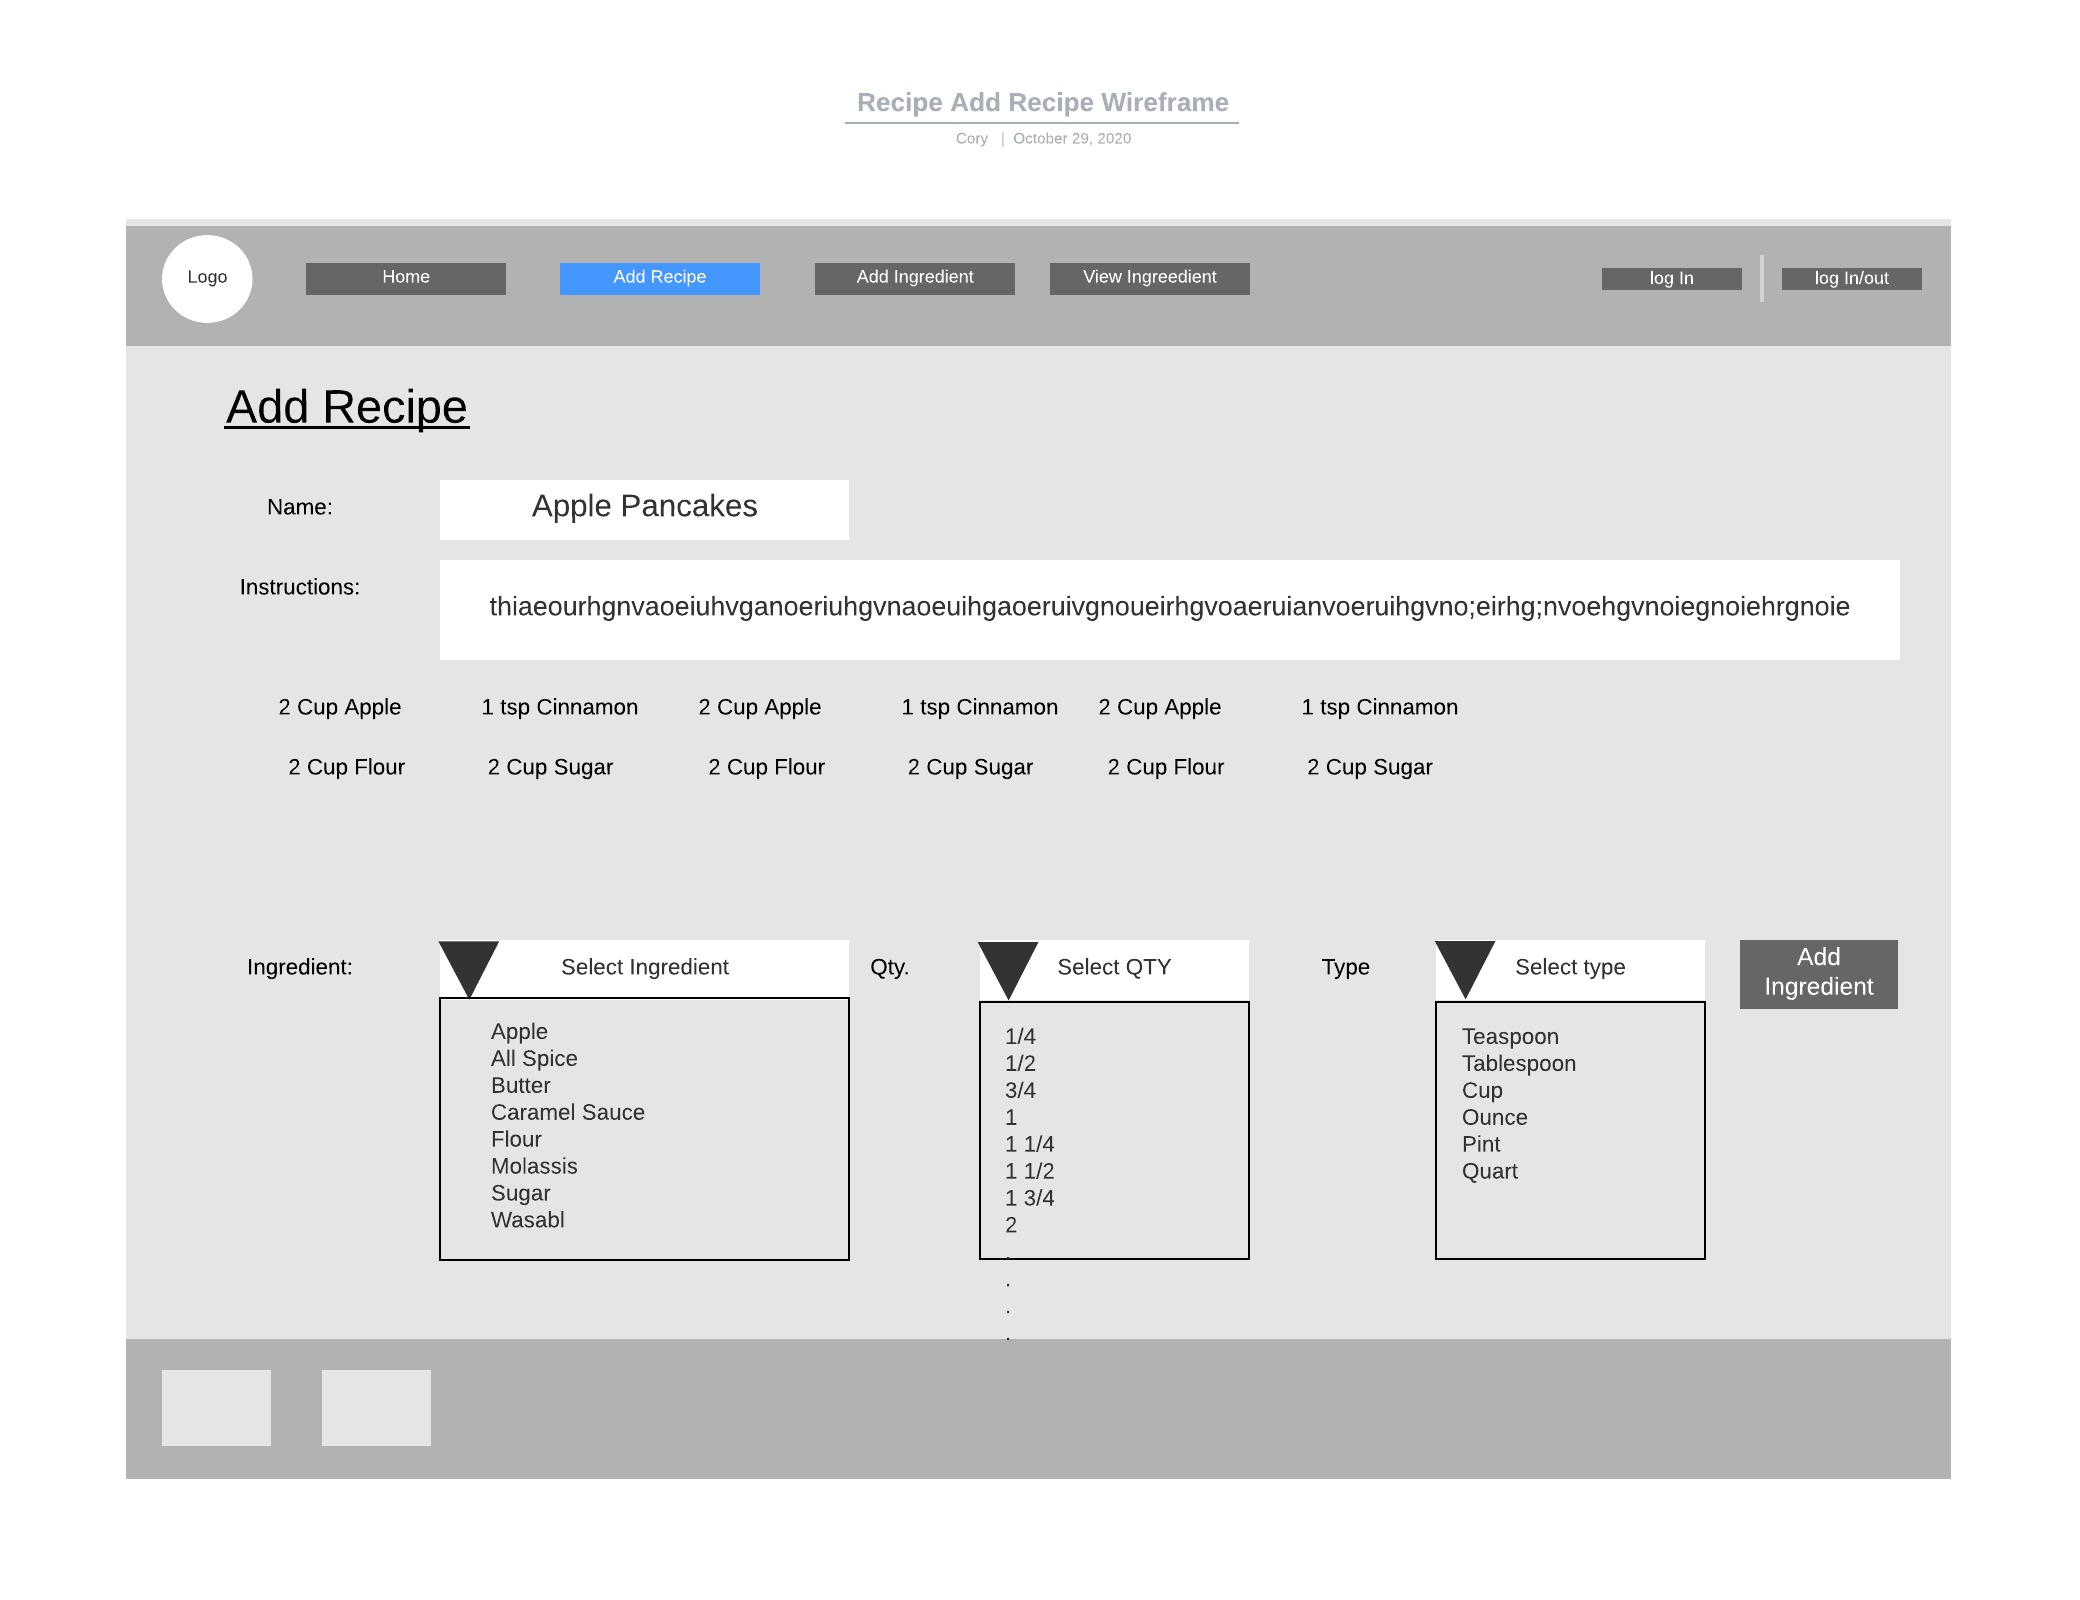 Recipe Add Recipe Wireframe
Cory | October 29, 2020
Logo
Home
Add Recipe
Add Ingredient
View Ingreedient
log In
log In/out
Add Recipe
Name:
Apple Pancakes
Instructions:
thiaeourhgnvaoeiuhvganoeriuhgvnaoeuihgaoeruivgnoueirhgvoaeruianvoeruihgvno;eirhg;nvoehgvnoiegnoiehrgnoie
2 Cup Apple
1 tsp Cinnamon
2 Cup Apple
1 tsp Cinnamon
2 Cup Apple
1 tsp Cinnamon
2 Cup Flour
2 Cup Sugar
2 Cup Flour
2 Cup Sugar
2 Cup Flour
2 Cup Sugar
Ingredient:
Select Ingredient
Apple
All Spice
Butter
Caramel Sauce
Flour
Molassis
Sugar
Wasabl
Qty.
Select QTY
1/4
1/2
3/4
1
1 1/4
1 1/2
1 3/4
2
.
.
.
.
Type
Select type
Teaspoon
Tablespoon
Cup
Ounce
Pint
Quart
Add
Ingredient